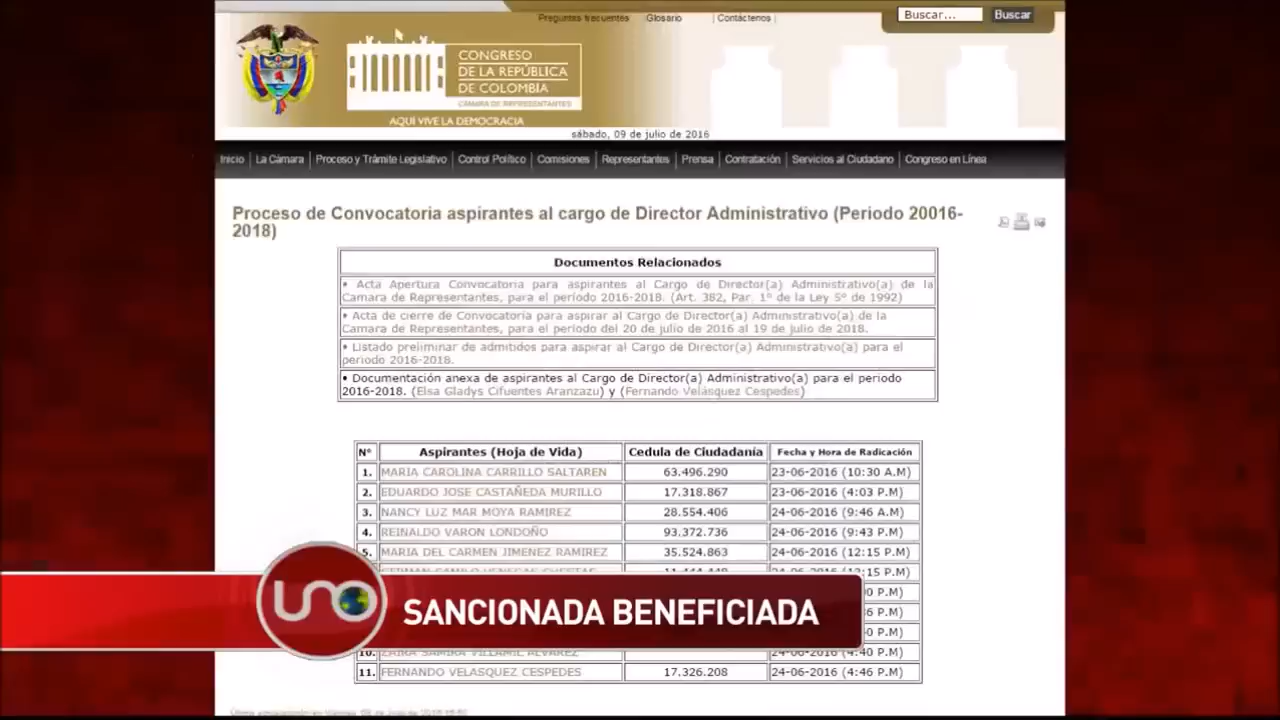 Preguntas frecuentes Glosario | Contáctenos |
Buscar... Buscar
CONGRESO
DE LA REPÚBLICA
DE COLOMBIA
CÁMARA DE REPRESENTANTES
AQUÍ VIVE LA DEMOCRACIA
sábado, 09 de julio de 2016
Inicio | La Cámara | Proceso y Trámite Legislativo | Control Político | Comisiones | Representantes | Prensa | Contratación | Servicios al Ciudadano | Congreso en Línea
Proceso de Convocatoria aspirantes al cargo de Director Administrativo (Periodo 20016-
2018)
Documentos Relacionados
• Acta Apertura Convocatoria para aspirantes al Cargo de Director(a) Administrativo(a) de la
Camara de Representantes, para el período 2016-2018. (Art. 382, Par. 1° de la Ley 5° de 1992)
• Acta de cierre de Convocatoria para aspirar al Cargo de Director(a) Administrativo(a) de la
Camara de Representantes, para el período del 20 de julio de 2016 al 19 de julio de 2018.
• Listado preliminar de admitidos para aspirar al Cargo de Director(a) Administrativo(a) para el
periodo 2016-2018.
• Documentación anexa de aspirantes al Cargo de Director(a) Administrativo(a) para el periodo
2016-2018. (Elsa Gladys Cifuentes Aranzazu) y (Fernando Velásquez Cespedes)
N° Aspirantes (Hoja de Vida) Cedula de Ciudadanía Fecha y Hora de Radicación
1. MARIA CAROLINA CARRILLO SALTAREN 63.496.290 23-06-2016 (10:30 A.M)
2. EDUARDO JOSE CASTAÑEDA MURILLO 17.318.867 23-06-2016 (4:03 P.M)
3. NANCY LUZ MAR MOYA RAMIREZ 28.554.406 24-06-2016 (9:46 A.M)
4. REINALDO VARON LONDOÑO 93.372.736 24-06-2016 (9:43 P.M)
5. MARIA DEL CARMEN JIMENEZ RAMIREZ 35.524.863 24-06-2016 (12:15 P.M)
:15 P.M)
P.M)
P.M)
P.M)
UNO
SANCIONADA BENEFICIADA
10. ZAIRA SAMIRA VILLAMIL ALVAREZ 24-06-2016 (4:40 P.M)
11. FERNANDO VELASQUEZ CESPEDES 17.326.208 24-06-2016 (4:46 P.M)